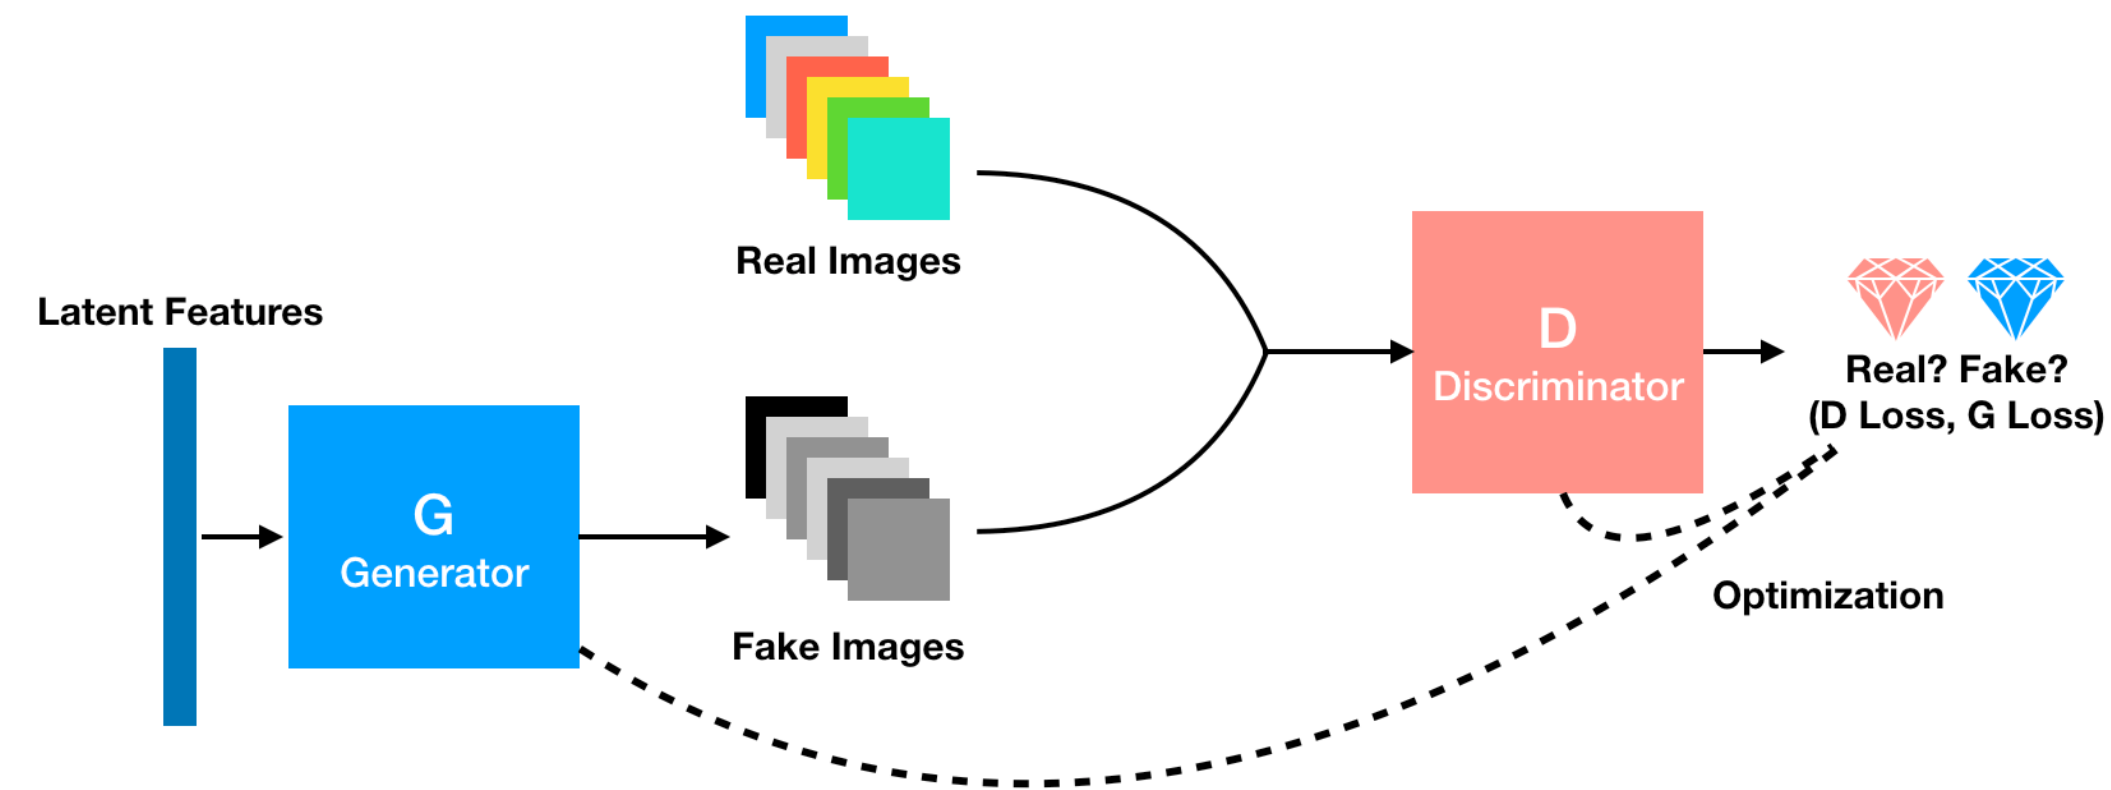 Real Images
Latent Features
G
Generator
Fake Images
D
Discriminator
Real? Fake?
(D Loss, G Loss)
Optimization